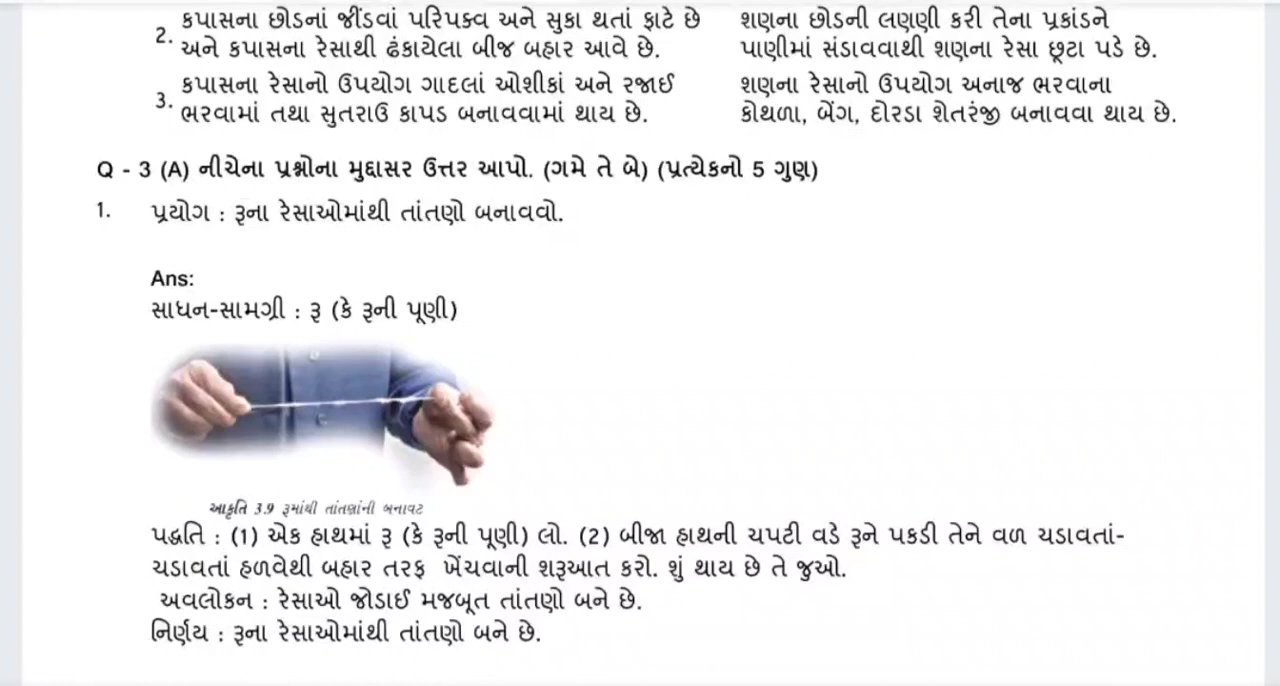 કપાસના છોડનાં જીંડવાં પરિપક્વ અને સુકા થતાં ફાટે છે
2. અને કપાસના રેસાથી ઢંકાયેલા બીજ બહાર આવે છે.
શણના છોડની લણણી કરી તેના પ્રકાંડને
પાણીમાં સંડાવવાથી શણના રેસા છૂટા પડે છે.
કપાસના રેસાનો ઉપયોગ ગાદલાં ઓશીકાં અને રજાઈ
3. ભરવામાં તથા સુતરાઉ કાપડ બનાવવામાં થાય છે.
શણના રેસાનો ઉપયોગ અનાજ ભરવાના
કોથળા, બેંગ, દોરડા શેતરંજી બનાવવા થાય છે.
Q - 3 (A) નીચેના પ્રશ્નોના મુદ્દાસર ઉત્તર આપો. (ગમે તે બે) (પ્રત્યેકનો 5 ગુણ)
1. પ્રયોગ : રૂના રેસાઓમાંથી તાંતણો બનાવવો.
Ans:
સાધન-સામગ્રી : રૂ (કે રૂની પૂણી)
આકૃતિ 3.9 રૂમાંથી તાંતણાંની બનાવટ
પદ્ધતિ : (1) એક હાથમાં રૂ (કે રૂની પૂણી) લો. (2) બીજા હાથની ચપટી વડે રૂને પકડી તેને વળ ચડાવતાં-
ચડાવતાં હળવેથી બહાર તરફ ખેંચવાની શરૂઆત કરો. શું થાય છે તે જુઓ.
અવલોકન : રેસાઓ જોડાઈ મજબૂત તાંતણો બને છે.
નિર્ણય : રૂના રેસાઓમાંથી તાંતણો બને છે.